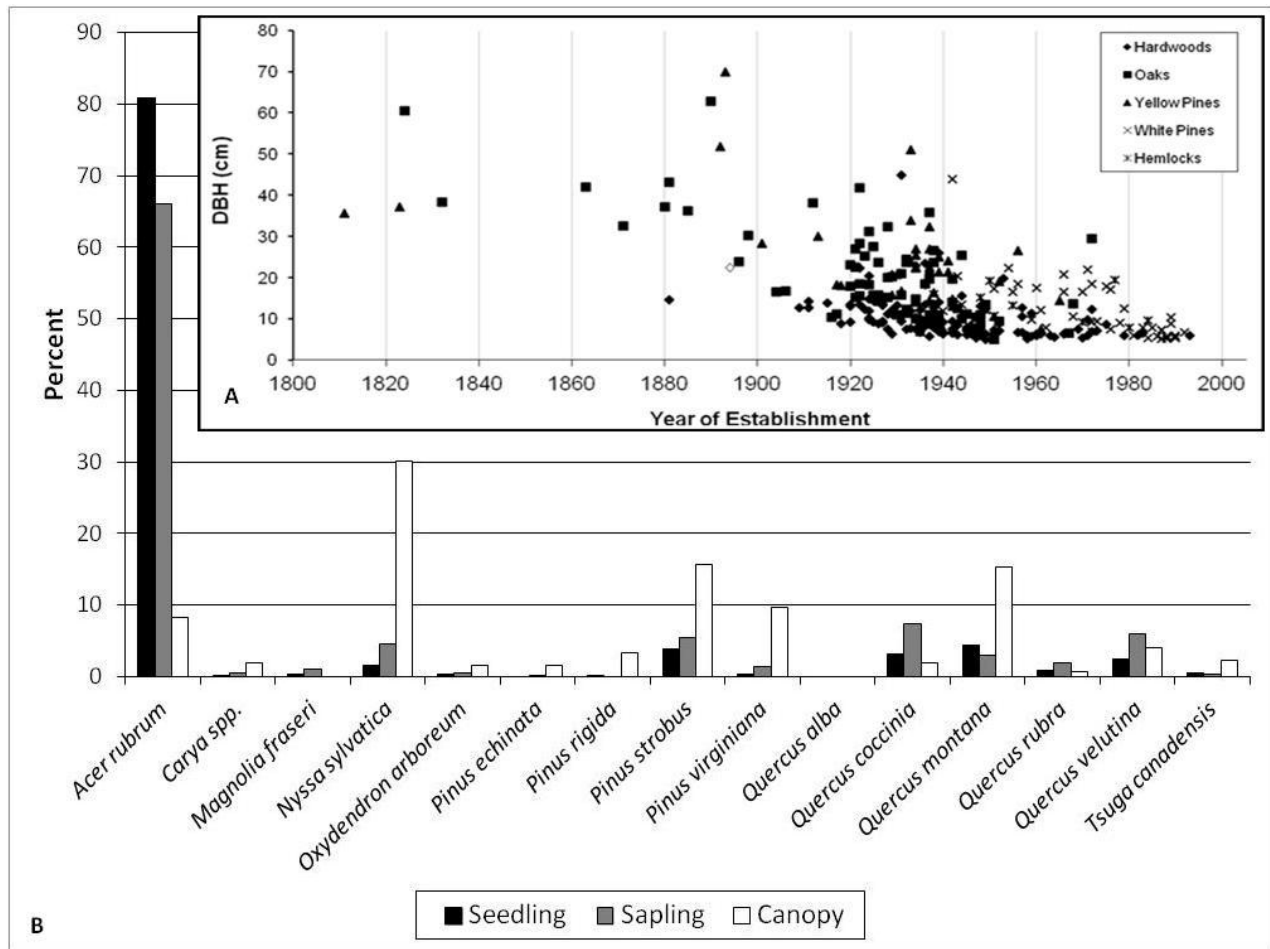 90
80
70
60
50
40
30
20
10
0
Percent
80
70
60
50
40
30
20
10
0
DBH (cm)
1800 1820 1840 1860 1880 1900 1920 1940 1960 1980 2000
Year of Establishment
A
Hardwoods
Oaks
Yellow Pines
White Pines
Hemlocks
Acer rubrum
Carya spp.
Magnolia fraseri
Nyssa sylvatica
Oxydendron arboreum
Pinus echinata
Pinus rigida
Pinus strobus
Pinus virginiana
Quercus alba
Quercus coccinia
Quercus montana
Quercus rubra
Quercus velutina
Tsuga canadensis
B
Seedling Sapling Canopy